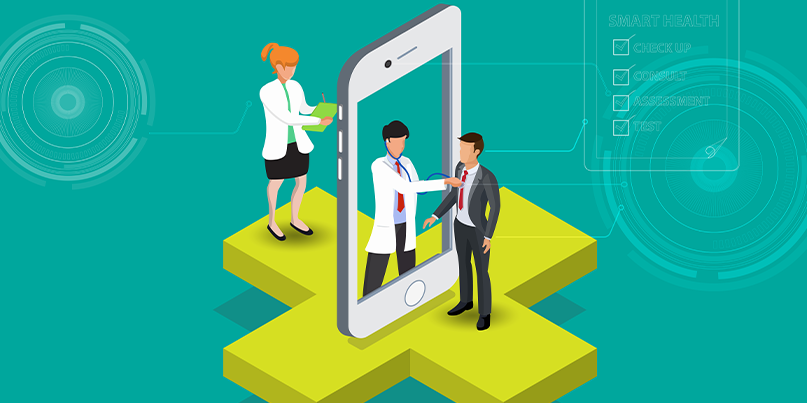 SMART HEALTH
CHECK UP
CONSULT
ASSESSMENT
TEST